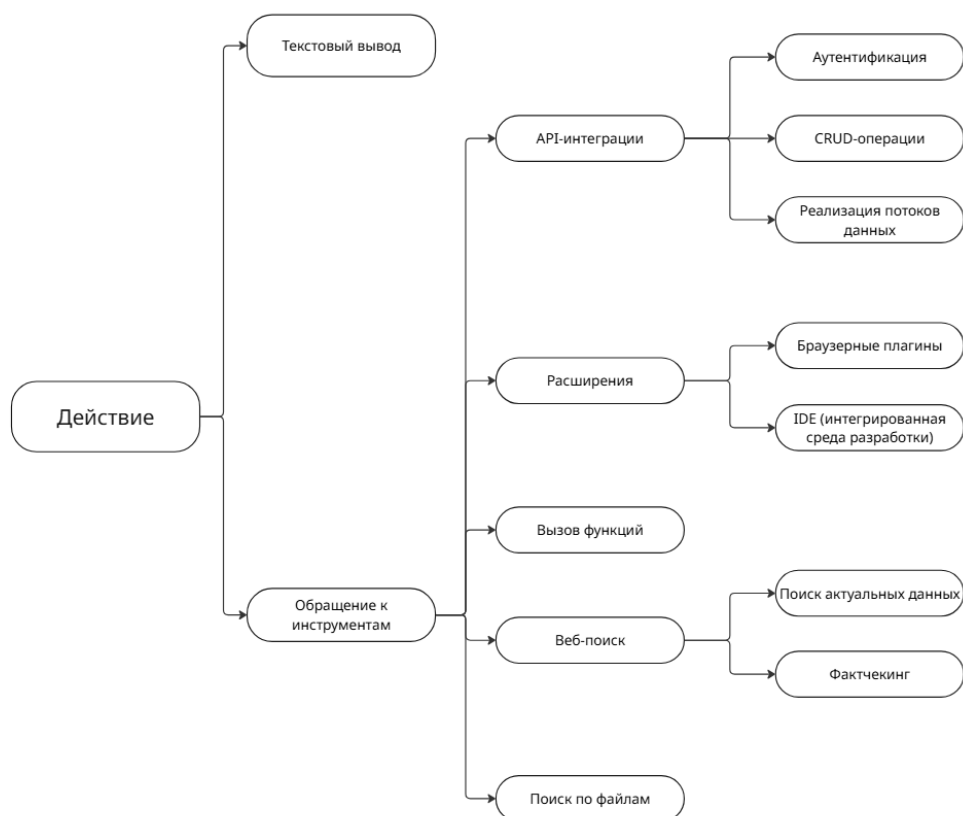 Текстовый вывод
Аутентификация
API-интеграции
CRUD-операции
Реализация потоков
данных
Браузерные плагины
Расширения
Действие
IDE (интегрированная
среда разработки)
Вызов функций
Обращение к
инструментам
Поиск актуальных данных
Веб-поиск
Фактчекинг
Поиск по файлам